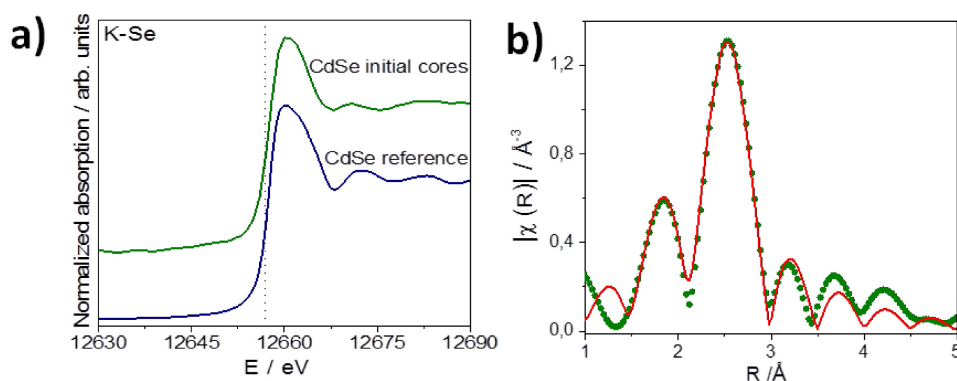 a)
K-Se
CdSe initial cores
CdSe reference
Normalized absorption / arb. units
12630 12645 12660 12675 12690
E / eV
b)
1,2
0,8
0,4
0,0
|χ (R)| / Å⁻³
1 2 3 4 5
R /Å